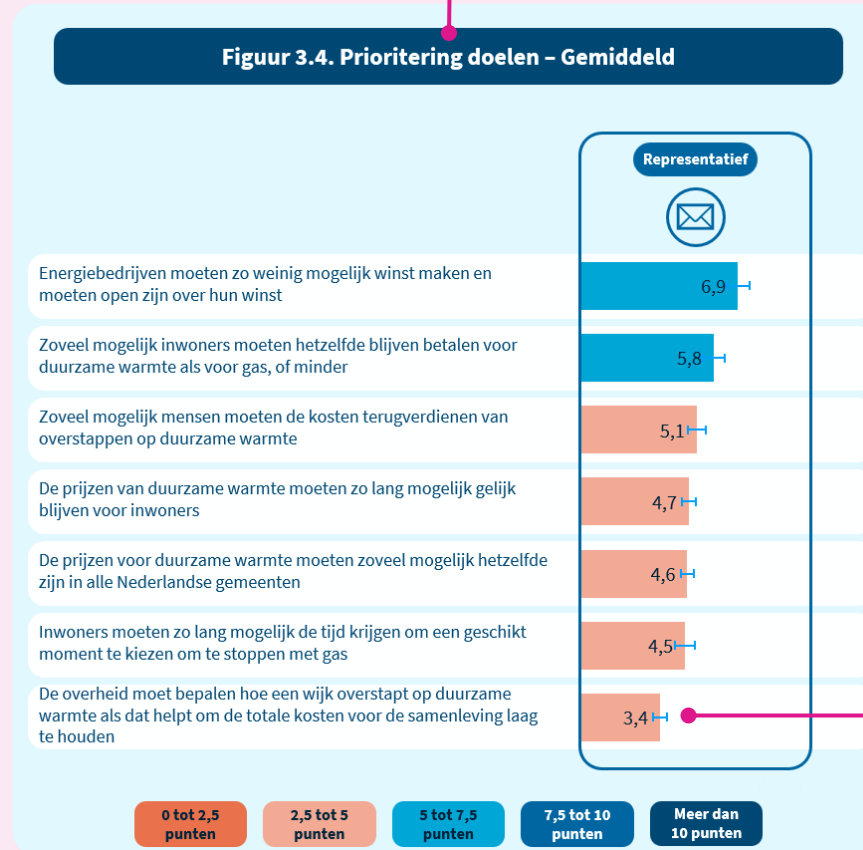 Figuur 3.4. Prioritering doelen – Gemiddeld
Representatief
Energiebedrijven moeten zo weinig mogelijk winst maken en
moeten open zijn over hun winst
6,9
Zoveel mogelijk inwoners moeten hetzelfde blijven betalen voor
duurzame warmte als voor gas, of minder
5,8
Zoveel mogelijk mensen moeten de kosten terugverdienen van
overstappen op duurzame warmte
5,1
De prijzen van duurzame warmte moeten zo lang mogelijk gelijk
blijven voor inwoners
4,7
De prijzen voor duurzame warmte moeten zoveel mogelijk hetzelfde
zijn in alle Nederlandse gemeenten
4,6
Inwoners moeten zo lang mogelijk de tijd krijgen om een geschikt
moment te kiezen om te stoppen met gas
4,5
De overheid moet bepalen hoe een wijk overstapt op duurzame
warmte als dat helpt om de totale kosten voor de samenleving laag
te houden
3,4
0 tot 2,5
punten
2,5 tot 5
punten
5 tot 7,5
punten
7,5 tot 10
punten
Meer dan
10 punten